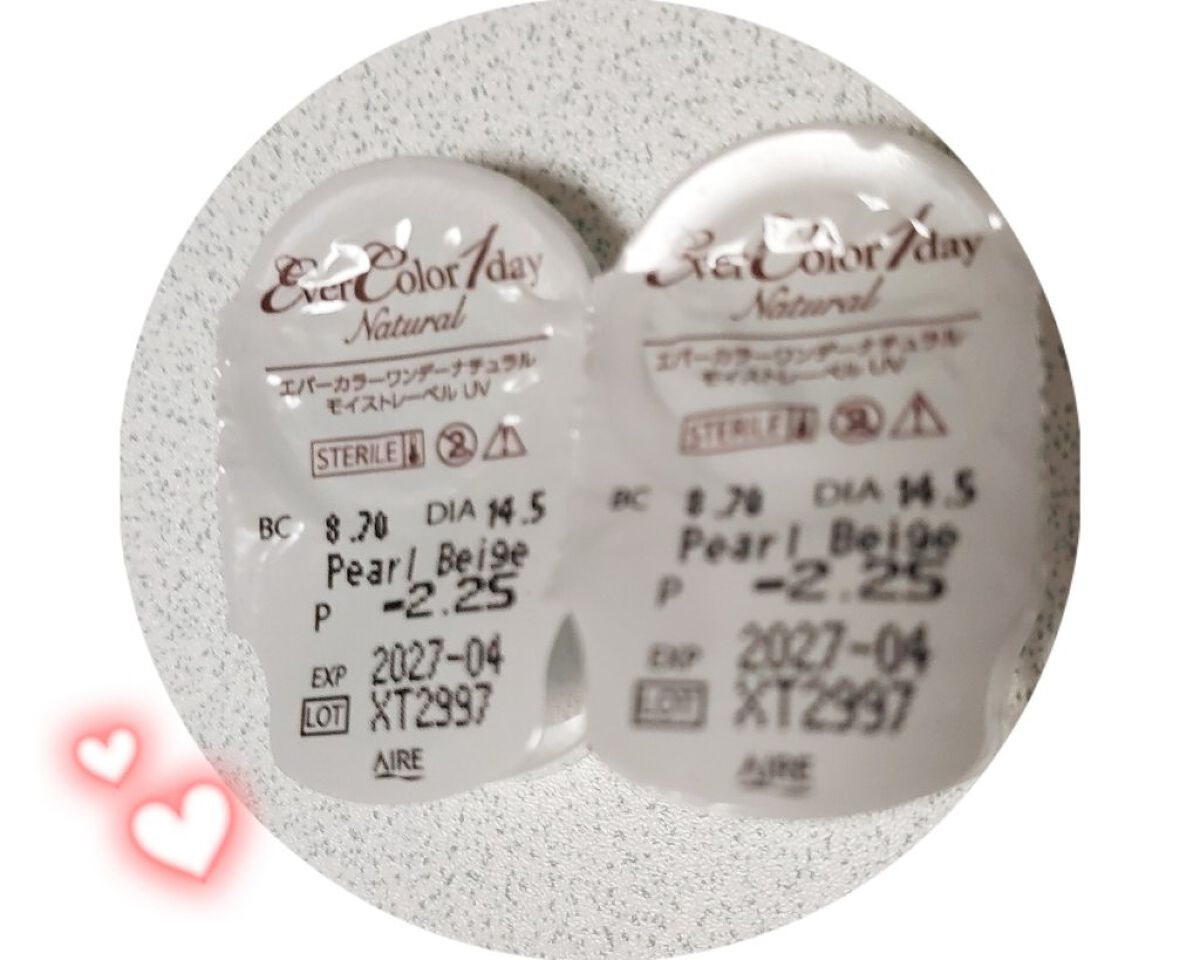 EverColor1day
Natural
エバーカラーワンデーナチュラル
モイストレーベル UV
STERILE
BC 8.70 DIA 14.5
Pearl Beige
P -2.25
EXP 2027-04
LOT XT2997
AIRE
EverColor1day
Natural
エバーカラーワンデーナチュラル
モイストレーベル UV
STERILE
BC 8.70 DIA 14.5
Pearl Beige
P -2.25
EXP 2027-04
LOT XT2997
AIRE